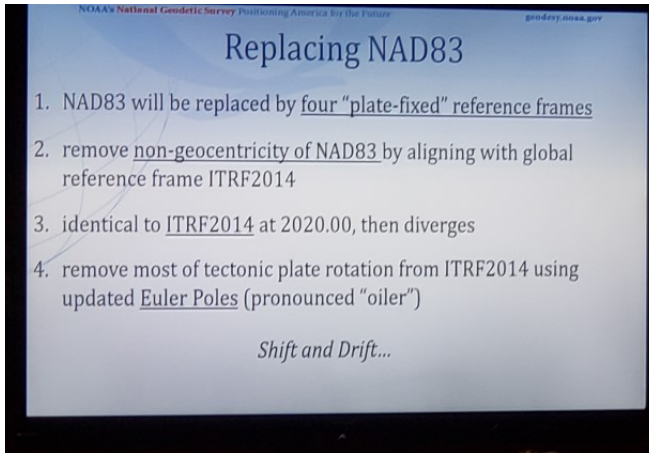 NOAA's National Geodetic Survey Positioning America for the Future
geodesy.noaa.gov
Replacing NAD83
1. NAD83 will be replaced by four “plate-fixed” reference frames
2. remove non-geocentricity of NAD83 by aligning with global
reference frame ITRF2014
3. identical to ITRF2014 at 2020.00, then diverges
4. remove most of tectonic plate rotation from ITRF2014 using
updated Euler Poles (pronounced “oiler”)
Shift and Drift...